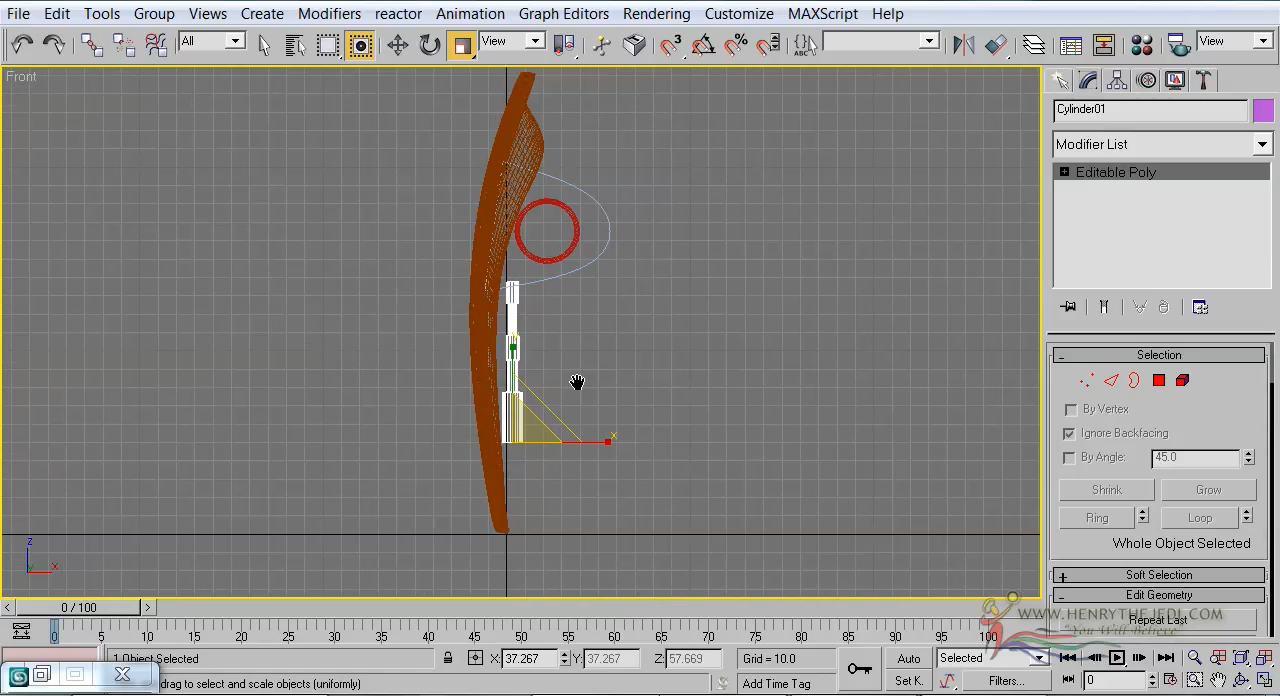 File Edit Tools Group Views Create Modifiers reactor Animation Graph Editors Rendering Customize MAXScript Help
All View 3 % ABC View
Front
Cylinder01
Modifier List
Editable Poly
- Selection
By Vertex
Ignore Backfacing
By Angle: 45.0
Shrink Grow
Ring Loop
Whole Object Selected
+ Soft Selection
- Edit Geometry
Repeat Last
x
z
y x
WWW.HENRYTHEJEDI.COM
"You Will Believe"
< 0 / 100 >
0 5 10 15 20 25 30 35 40 45 50 55 60 65 70 75 80 85 90 95 100
1 Object Selected X: 37.267 Y: 37.267 Z: 57.669 Grid = 10.0 Auto Selected
drag to select and scale objects (uniformly) Add Time Tag Set K. Filters... 0